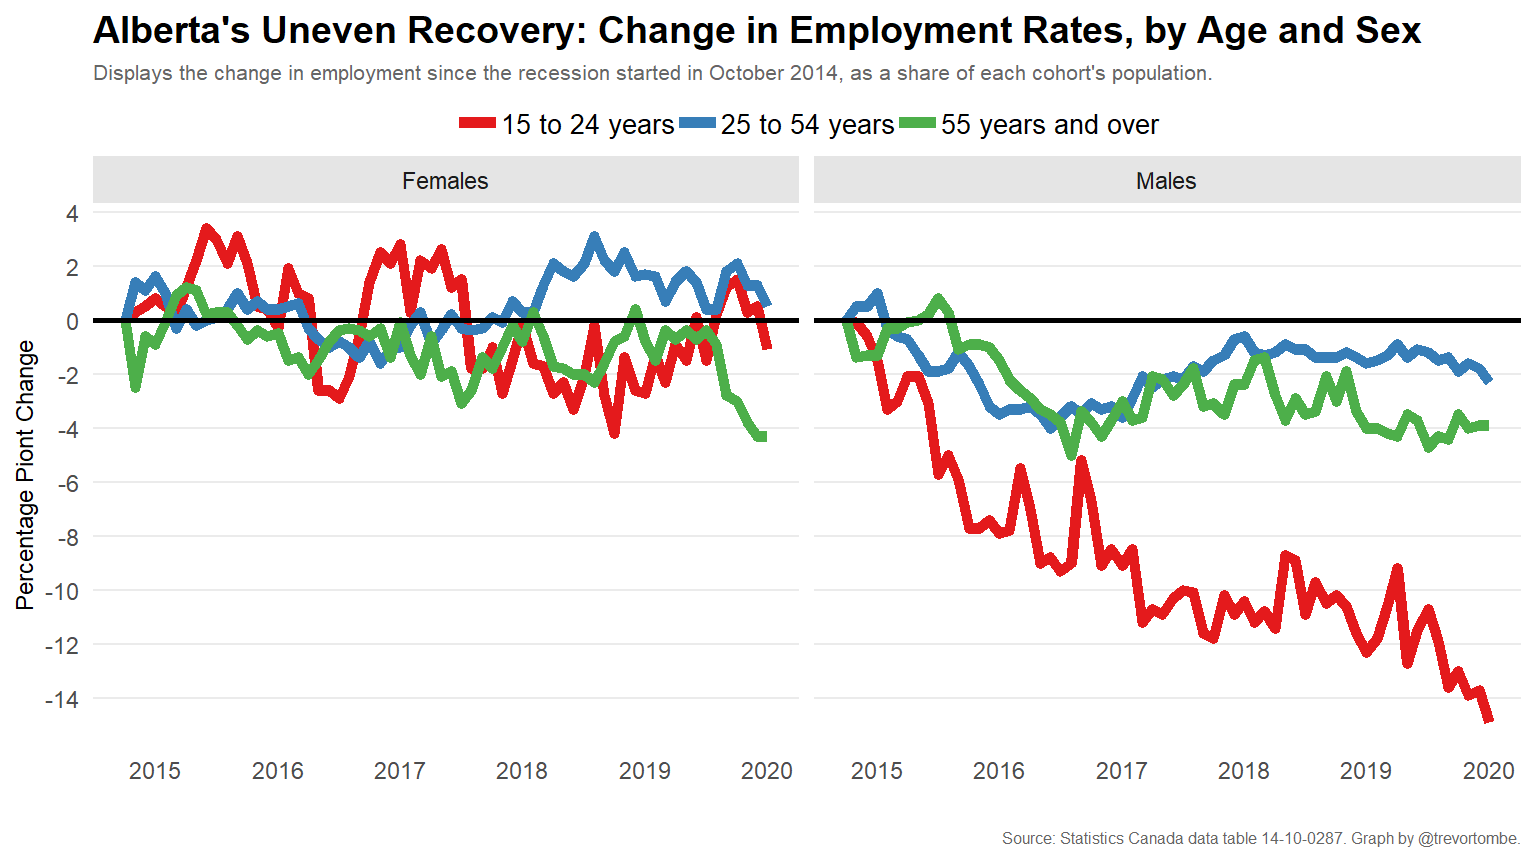 Alberta's Uneven Recovery: Change in Employment Rates, by Age and Sex
Displays the change in employment since the recession started in October 2014, as a share of each cohort's population.
15 to 24 years 25 to 54 years 55 years and over
Females Males
Percentage Piont Change
4
2
0
-2
-4
-6
-8
-10
-12
-14
2015 2016 2017 2018 2019 2020 2015 2016 2017 2018 2019 2020
Source: Statistics Canada data table 14-10-0287. Graph by @trevortombe.